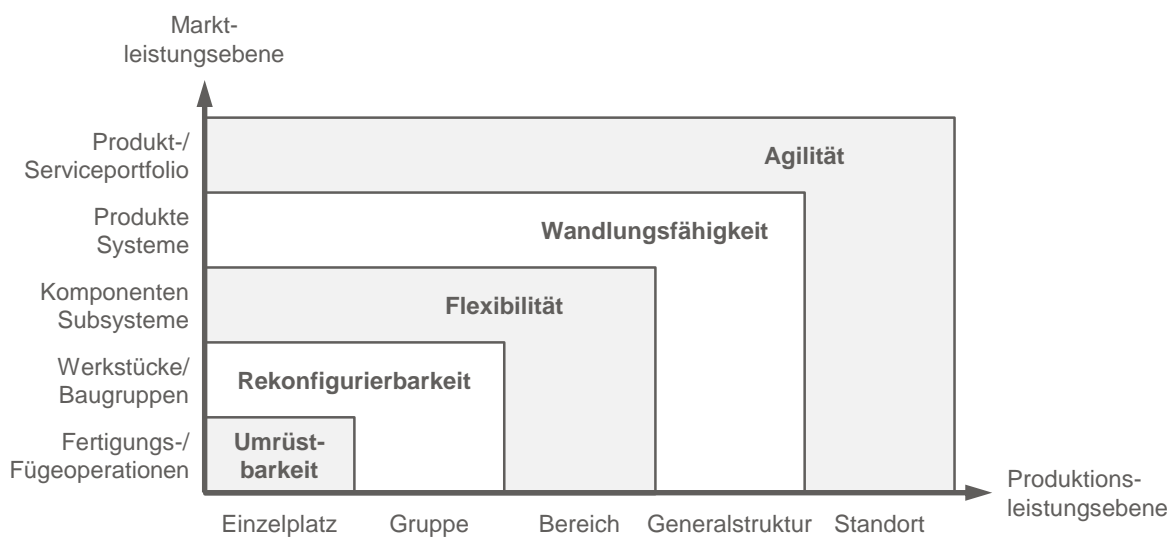 Markt-
leistungsebene
Produkt-/
Serviceportfolio
Agilität
Produkte
Systeme
Wandlungsfähigkeit
Komponenten
Subsysteme
Flexibilität
Werkstücke/
Baugruppen
Rekonfigurierbarkeit
Fertigungs-/
Fügeoperationen
Umrüst-
barkeit
Produktions-
leistungsebene
Einzelplatz
Gruppe
Bereich
Generalstruktur
Standort